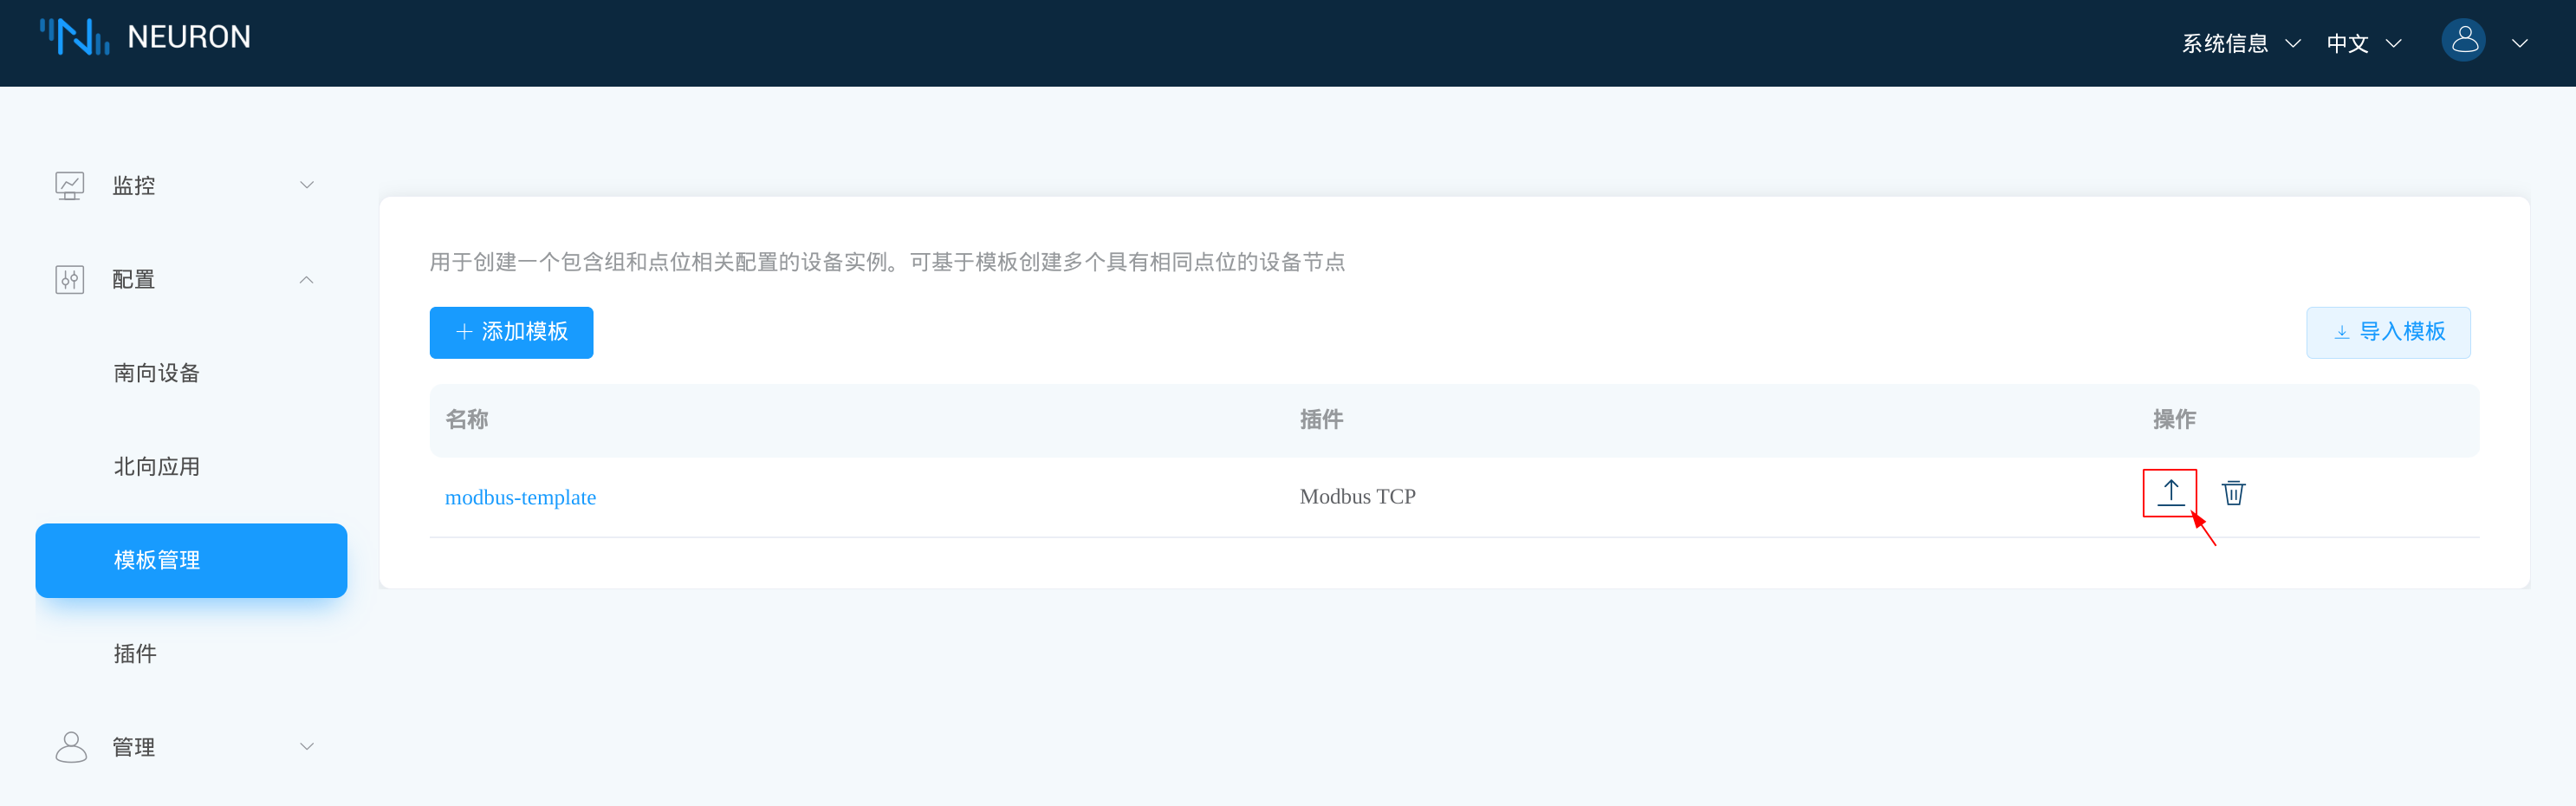 NEURON
系统信息
中文
监控
配置
南向设备
北向应用
模板管理
插件
管理
用于创建一个包含组和点位相关配置的设备实例。可基于模板创建多个具有相同点位的设备节点
添加模板
导入模板
名称 插件 操作
modbus-template Modbus TCP